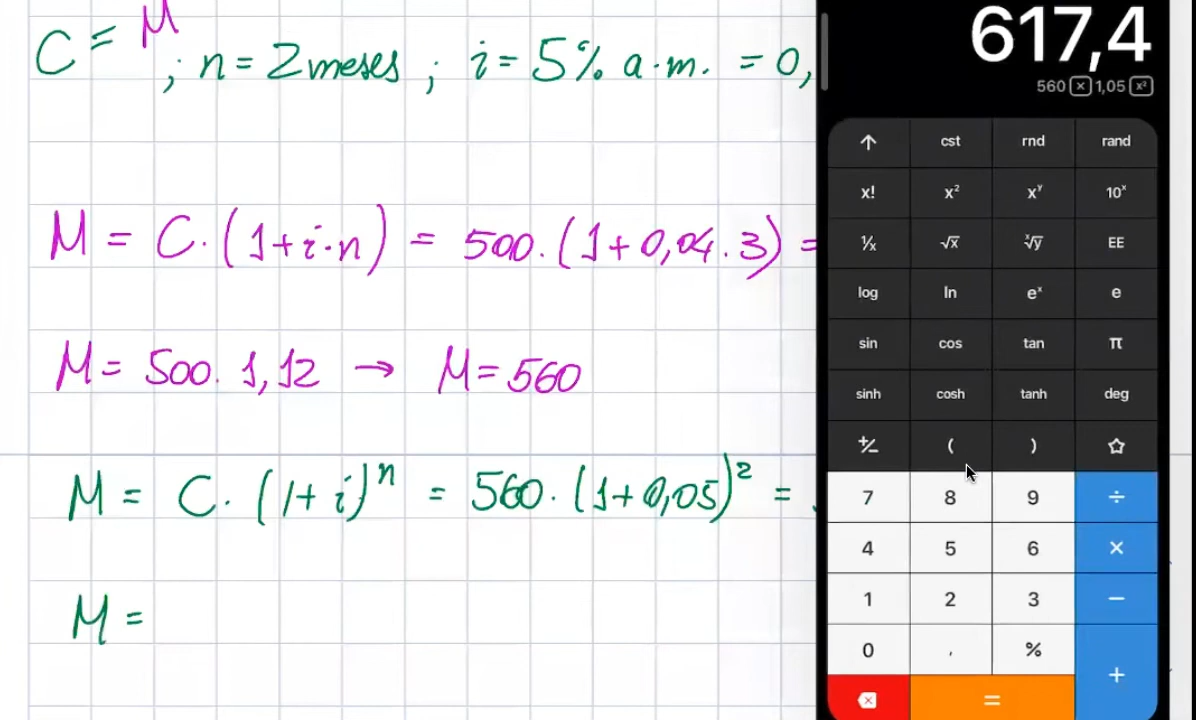 C = M ; n = 2 meses ; i = 5% a.m. = 0,
M = C. (1 + i.n) = 500. (1 + 0,04 . 3) =
M = 500. 1,12 → M = 560
M = C. (1 + i)ⁿ = 560. (1 + 0,05)² =
M =
617,4
560 × 1,05 x²
↑ cst rnd rand
x! x² xʸ 10ˣ
¹/x √x ˣ√y EE
log ln eˣ e
sin cos tan π
sinh cosh tanh deg
+/− ( ) ☆
7 8 9 ÷
4 5 6 ×
1 2 3 −
0 , % +
=